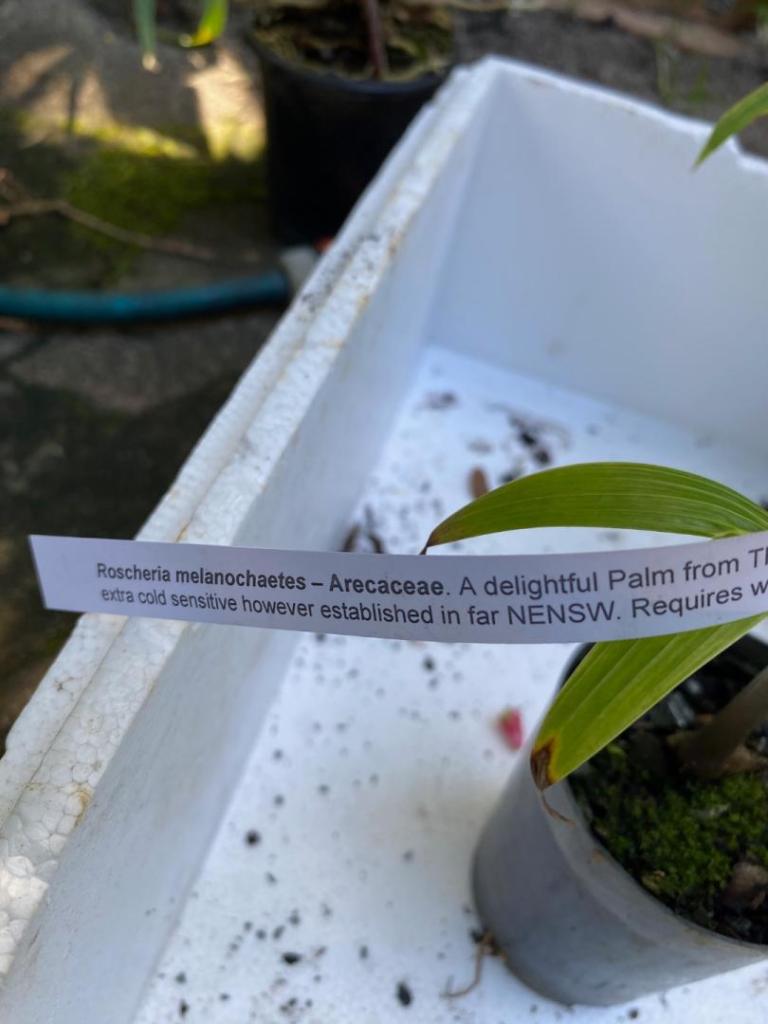 Roscheria melanochaetes – Arecaceae. A delightful Palm from
extra cold sensitive however established in far NENSW. Requires